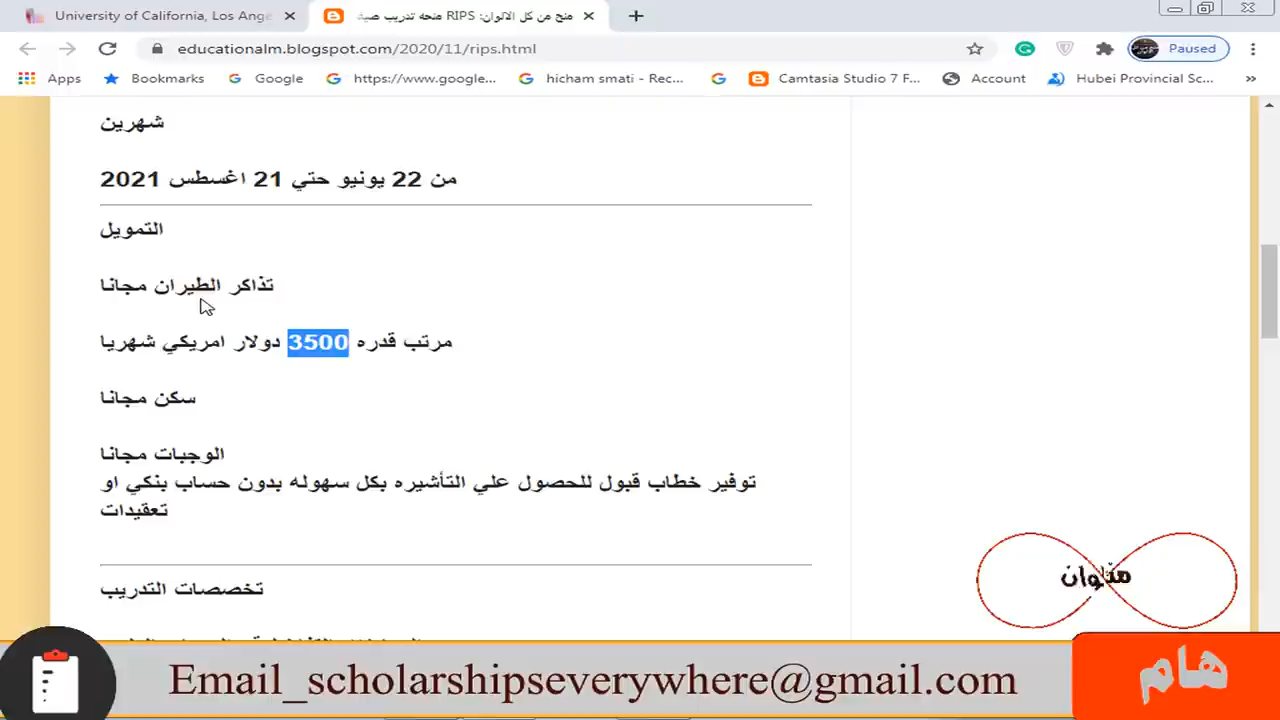 University of California, Los Ange
منح من كل الالوان: RIPS منحه تدريب صيه
educationalm.blogspot.com/2020/11/rips.html
Paused
Apps
Bookmarks
Google
https://www.google...
hicham smati - Rec...
Camtasia Studio 7 F...
Account
Hubei Provincial Sc...
»
شهرين
من 22 يونيو حتي 21 اغسطس 2021
التمويل
تذاكر الطيران مجانا
مرتب قدره 3500 دولار امريكي شهريا
سكن مجانا
الوجبات مجانا
توفير خطاب قبول للحصول علي التأشيره بكل سهوله بدون حساب بنكي او
تعقيدات
تخصصات التدريب
Email_scholarshipseverywhere@gmail.com
هام